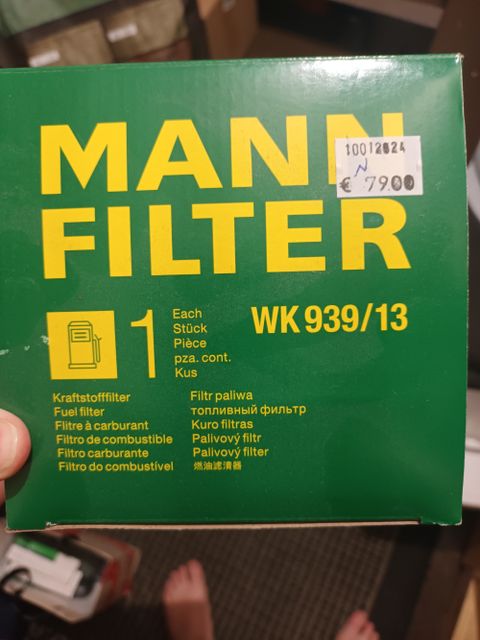 MANN
FILTER
10012824
N
€ 79.00
1
Each
Stück
Pièce
pza. cont.
Kus
WK 939/13
Kraftstofffilter
Fuel filter
Flitre à carburant
Filtro de combustible
Filtro carburante
Filtro do combustível
Filtr paliwa
топливный фильтр
Kuro filtras
Palivový filtr
Palivový filter
燃油滤清器